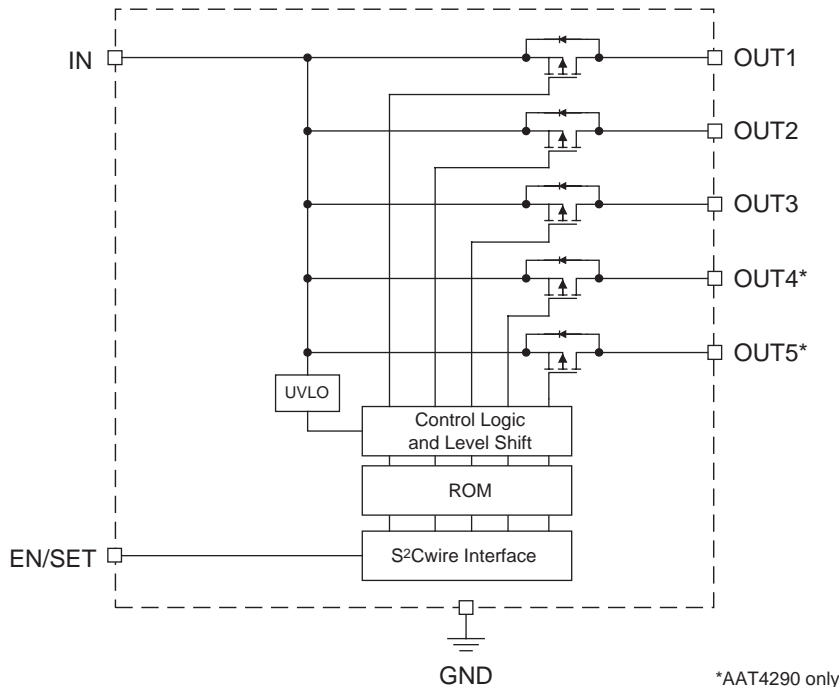 IN
OUT1
OUT2
OUT3
OUT4*
OUT5*
UVLO
Control Logic
and Level Shift
ROM
EN/SET
S²Cwire Interface
GND
*AAT4290 only